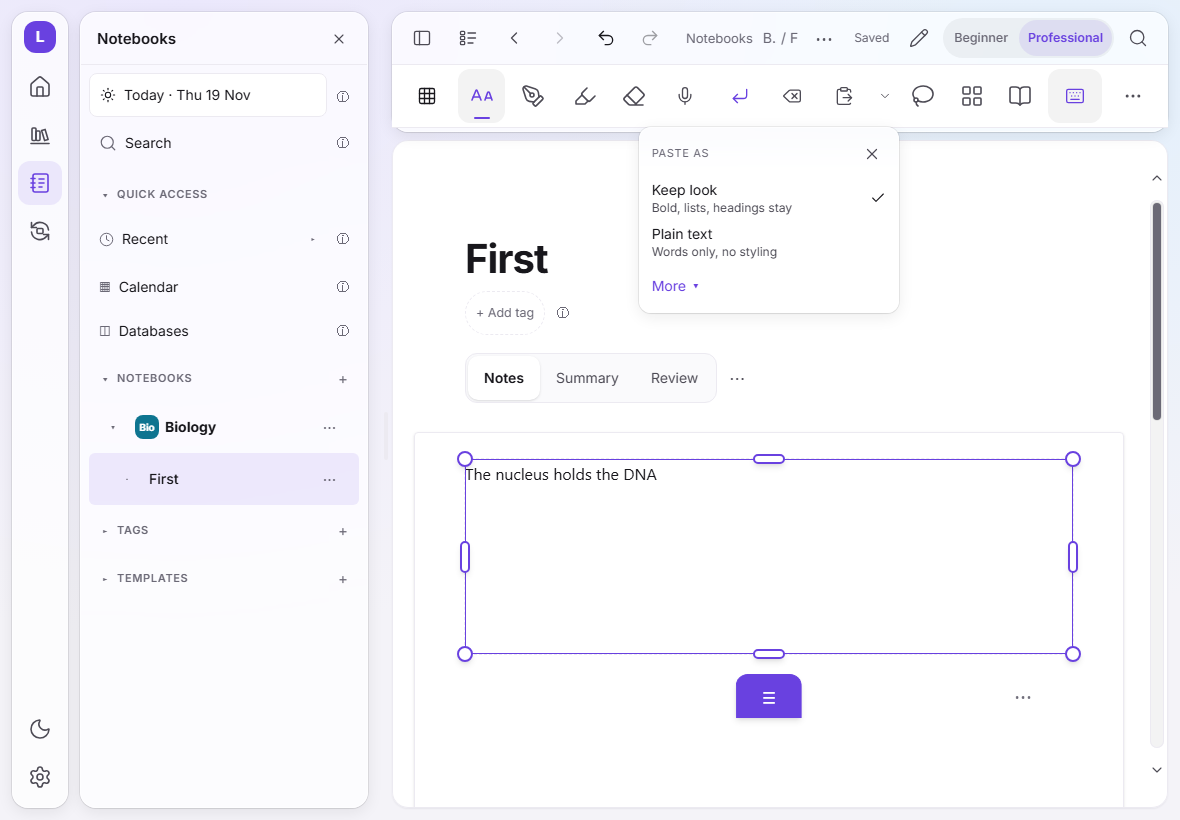 L
Notebooks
Today · Thu 19 Nov
Search
QUICK ACCESS
Recent
Calendar
Databases
NOTEBOOKS
Bio Biology
First
TAGS
TEMPLATES
Notebooks B. / F ... Saved Beginner Professional
AA
PASTE AS
Keep look
Bold, lists, headings stay
Plain text
Words only, no styling
More
First
+ Add tag
Notes Summary Review ...
The nucleus holds the DNA